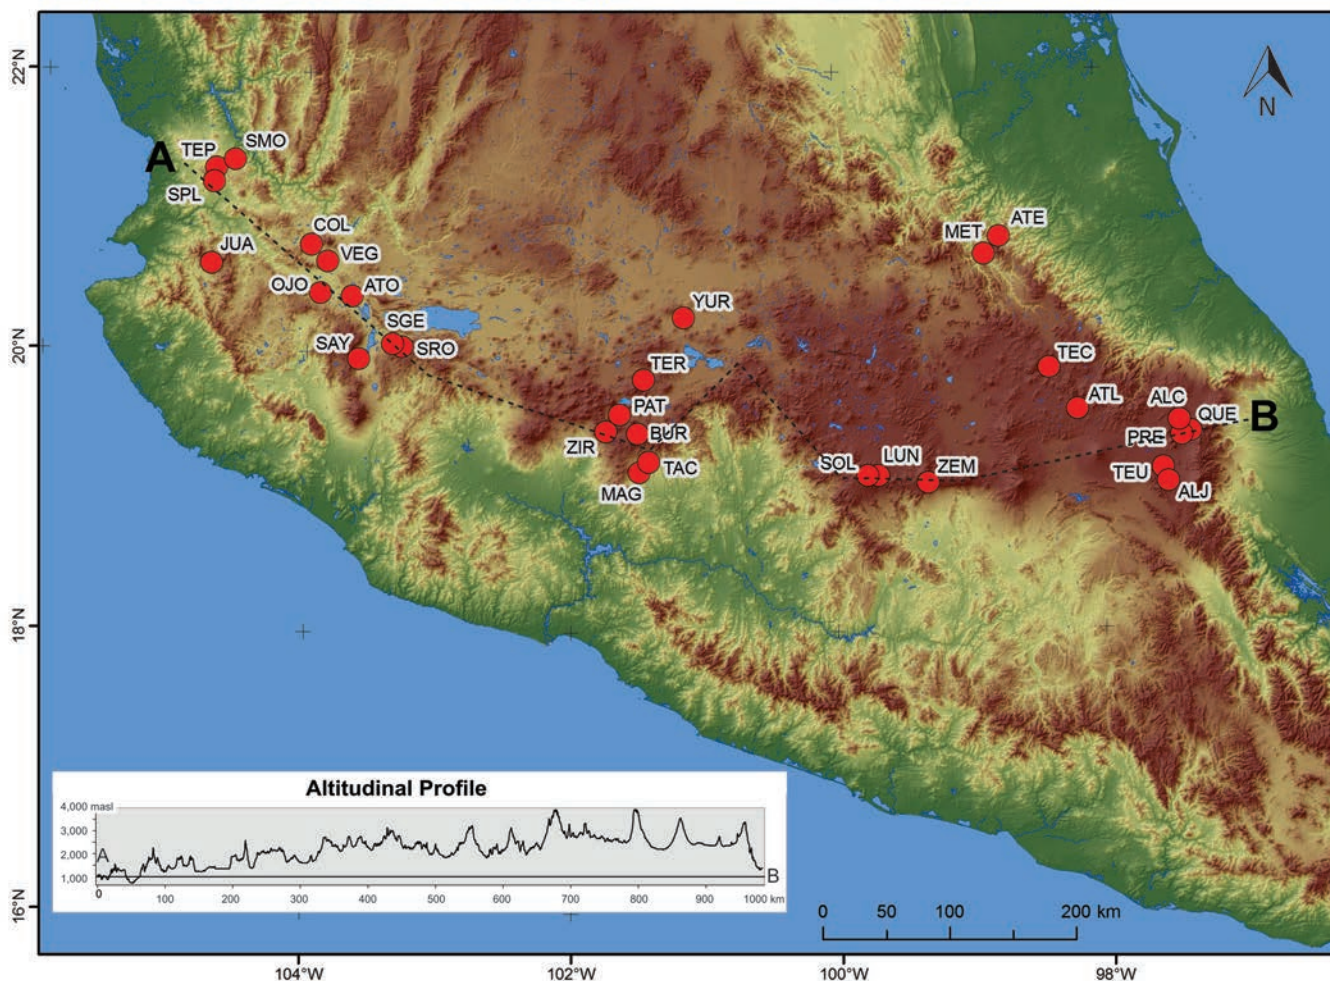 22°N
20°N
18°N
16°N
N
A
TEP
SMO
SPL
JUA
COL
VEG
OJO
ATO
SGE
SAY
SRO
YUR
TER
PAT
ZIR
BUR
TAC
MAG
MET
ATE
TEC
ATL
ALC
QUE
PRE
B
TEU
ALJ
SOL
LUN
ZEM
Altitudinal Profile
4,000 masl
3,000
2,000
1,000
A
B
0 100 200 300 400 500 600 700 800 900 1000 km
0 50 100 200 km
104°W 102°W 100°W 98°W